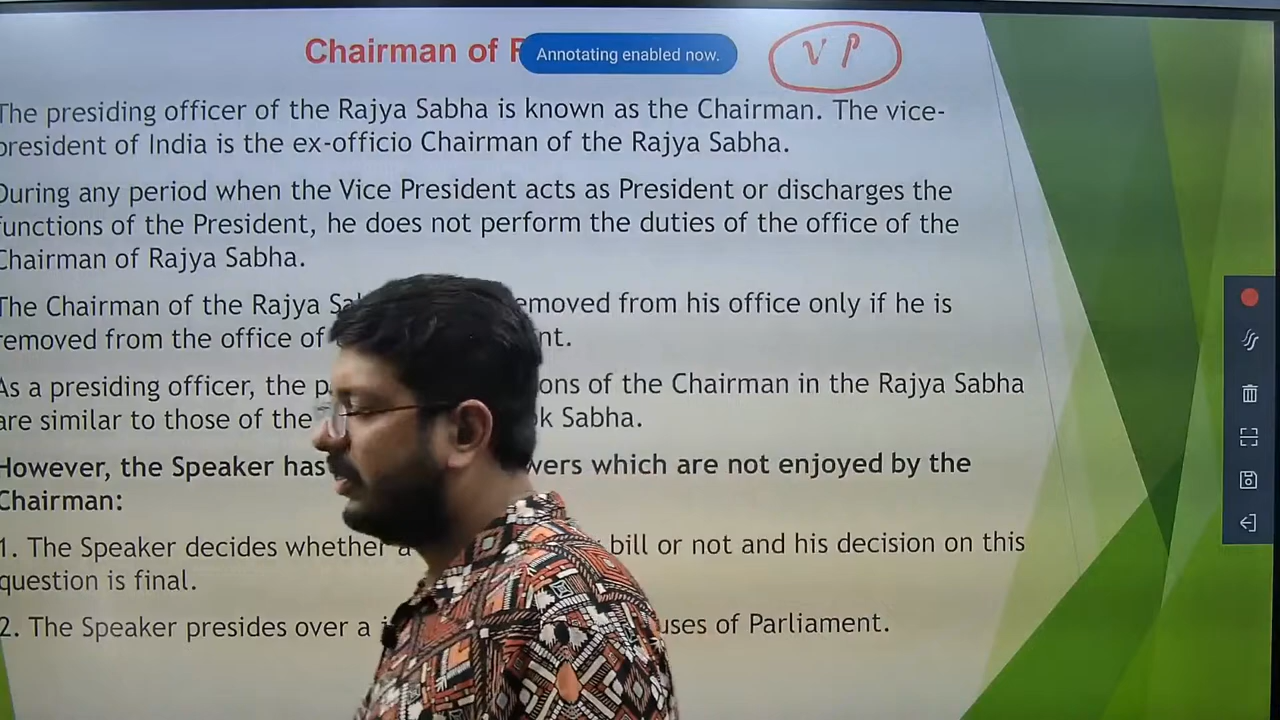 Chairman of
Annotating enabled now.
VP
The presiding officer of the Rajya Sabha is known as the Chairman. The vice-
president of India is the ex-officio Chairman of the Rajya Sabha.
During any period when the Vice President acts as President or discharges the
functions of the President, he does not perform the duties of the office of the
Chairman of Rajya Sabha.
The Chairman of the Rajya emoved from his office only if he is
removed from the office of nt.
As a presiding officer, the ons of the Chairman in the Rajya Sabha
are similar to those of the k Sabha.
However, the Speaker has wers which are not enjoyed by the
Chairman:
1. The Speaker decides whether a bill or not and his decision on this
question is final.
2. The Speaker presides over a uses of Parliament.